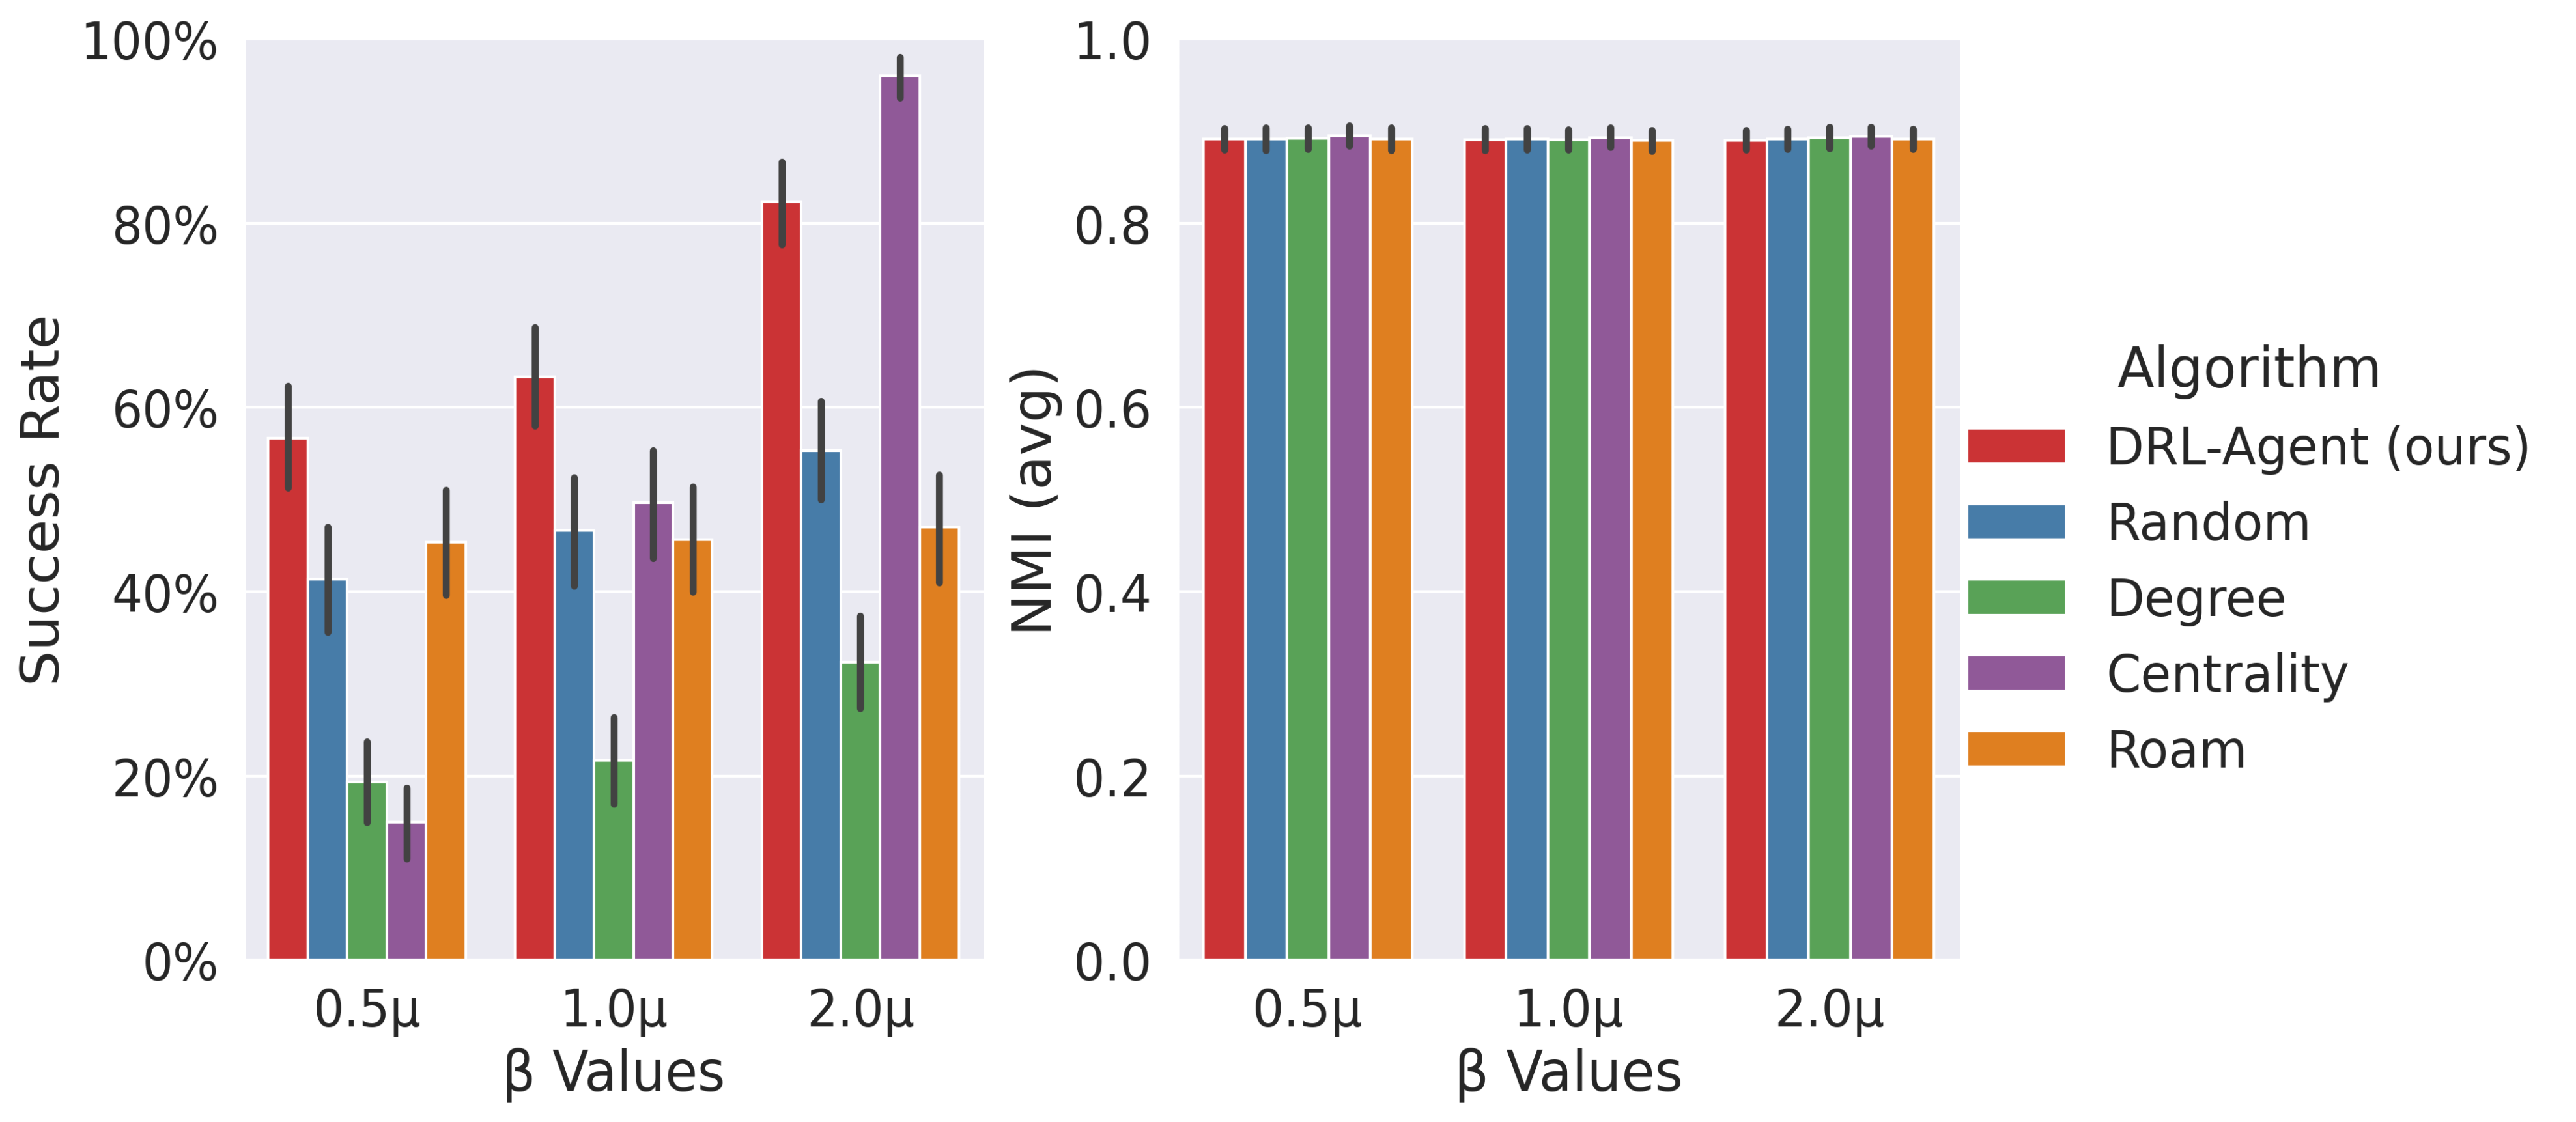 100%
80%
60%
40%
20%
0%
Success Rate
0.5μ 1.0μ 2.0μ
β Values
1.0
0.8
0.6
0.4
0.2
0.0
NMI (avg)
0.5μ 1.0μ 2.0μ
β Values
Algorithm
DRL-Agent (ours)
Random
Degree
Centrality
Roam